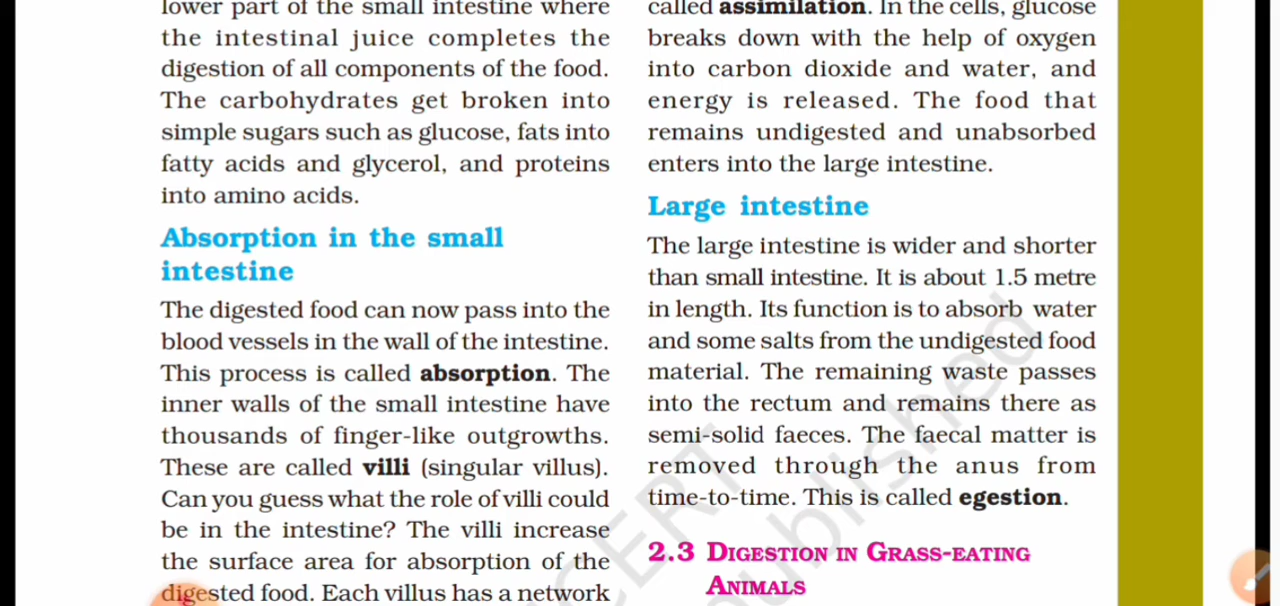 lower part of the small intestine where
the intestinal juice completes the
digestion of all components of the food.
The carbohydrates get broken into
simple sugars such as glucose, fats into
fatty acids and glycerol, and proteins
into amino acids.
Absorption in the small
intestine
The digested food can now pass into the
blood vessels in the wall of the intestine.
This process is called absorption. The
inner walls of the small intestine have
thousands of finger-like outgrowths.
These are called villi (singular villus).
Can you guess what the role of villi could
be in the intestine? The villi increase
the surface area for absorption of the
digested food. Each villus has a network
called assimilation. In the cells, glucose
breaks down with the help of oxygen
into carbon dioxide and water, and
energy is released. The food that
remains undigested and unabsorbed
enters into the large intestine.
Large intestine
The large intestine is wider and shorter
than small intestine. It is about 1.5 metre
in length. Its function is to absorb water
and some salts from the undigested food
material. The remaining waste passes
into the rectum and remains there as
semi-solid faeces. The faecal matter is
removed through the anus from
time-to-time. This is called egestion.
2.3 DIGESTION IN GRASS-EATING
ANIMALS